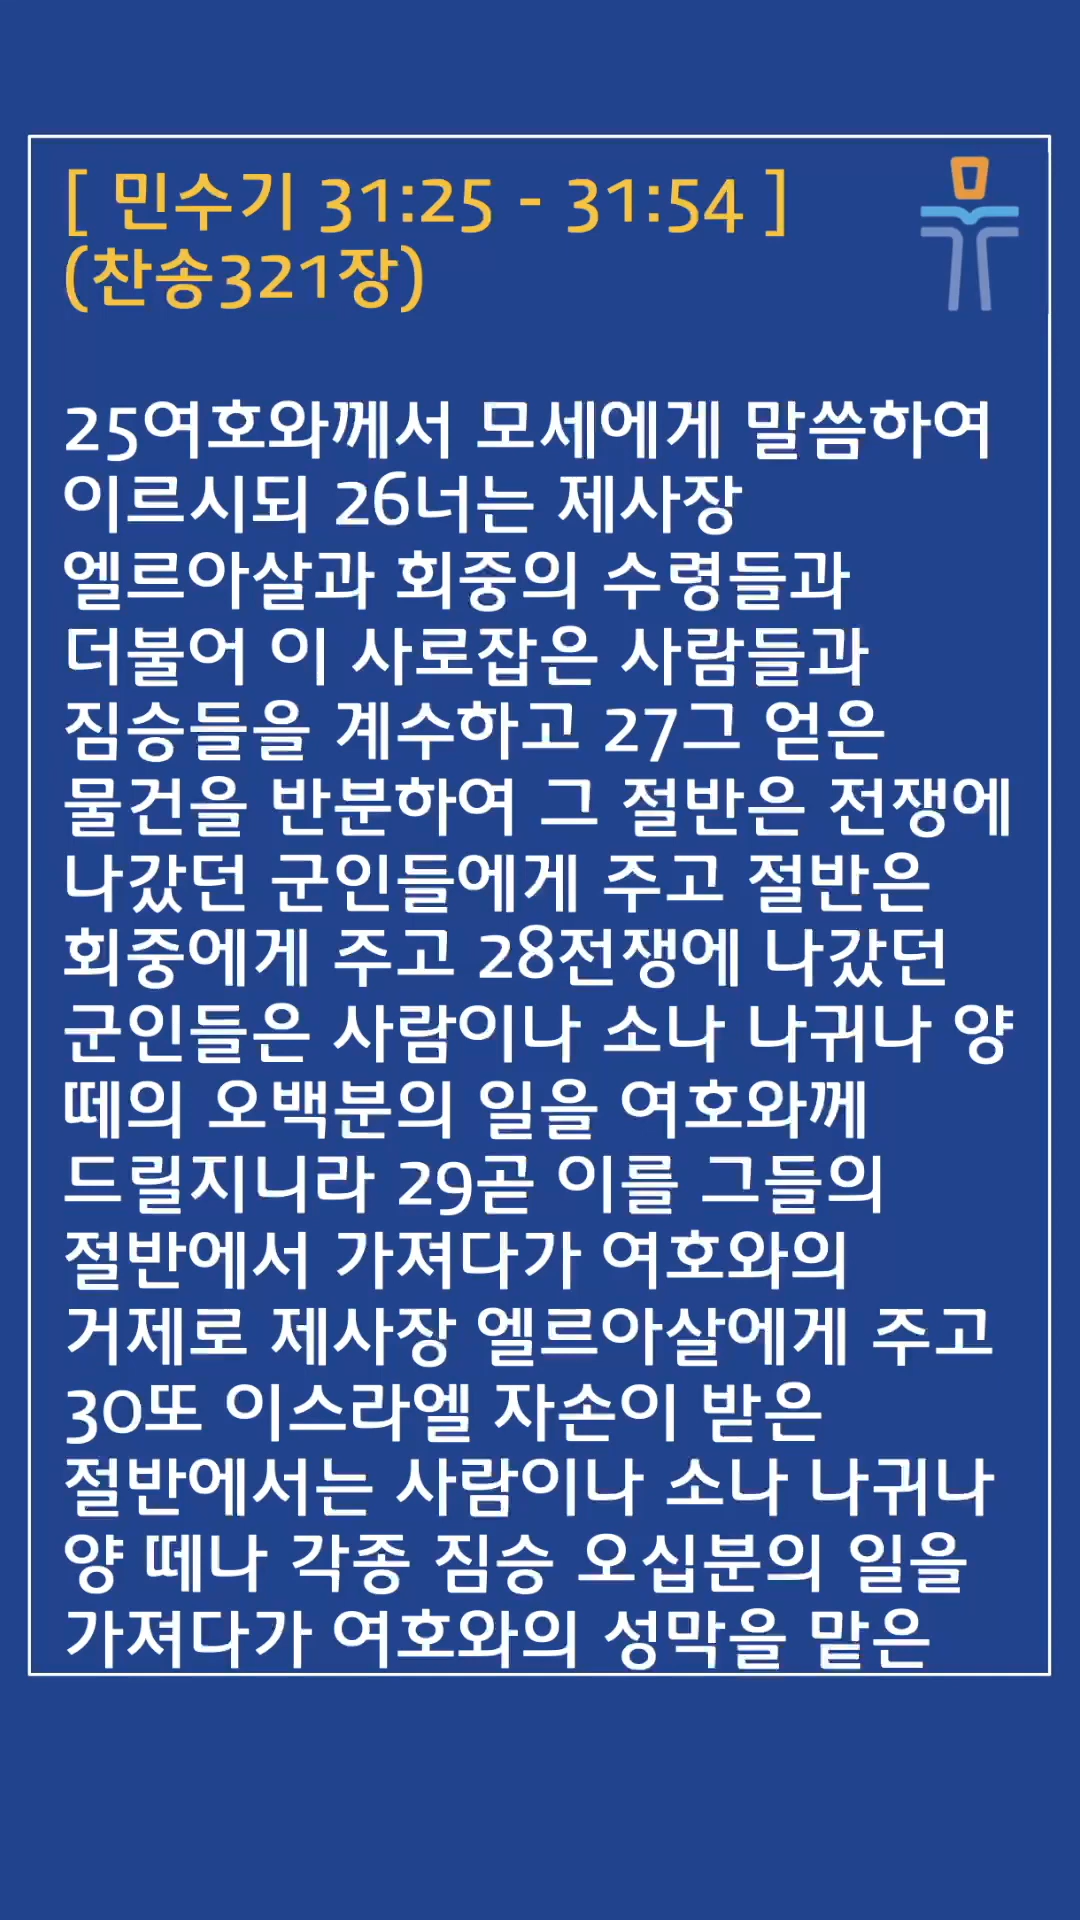 [ 민수기 31:25 - 31:54 ]
(찬송321장)
25여호와께서 모세에게 말씀하여
이르시되 26너는 제사장
엘르아살과 회중의 수령들과
더불어 이 사로잡은 사람들과
짐승들을 계수하고 27그 얻은
물건을 반분하여 그 절반은 전쟁에
나갔던 군인들에게 주고 절반은
회중에게 주고 28전쟁에 나갔던
군인들은 사람이나 소나 나귀나 양
떼의 오백분의 일을 여호와께
드릴지니라 29곧 이를 그들의
절반에서 가져다가 여호와의
거제로 제사장 엘르아살에게 주고
30또 이스라엘 자손이 받은
절반에서는 사람이나 소나 나귀나
양 떼나 각종 짐승 오십분의 일을
가져다가 여호와의 성막을 맡은